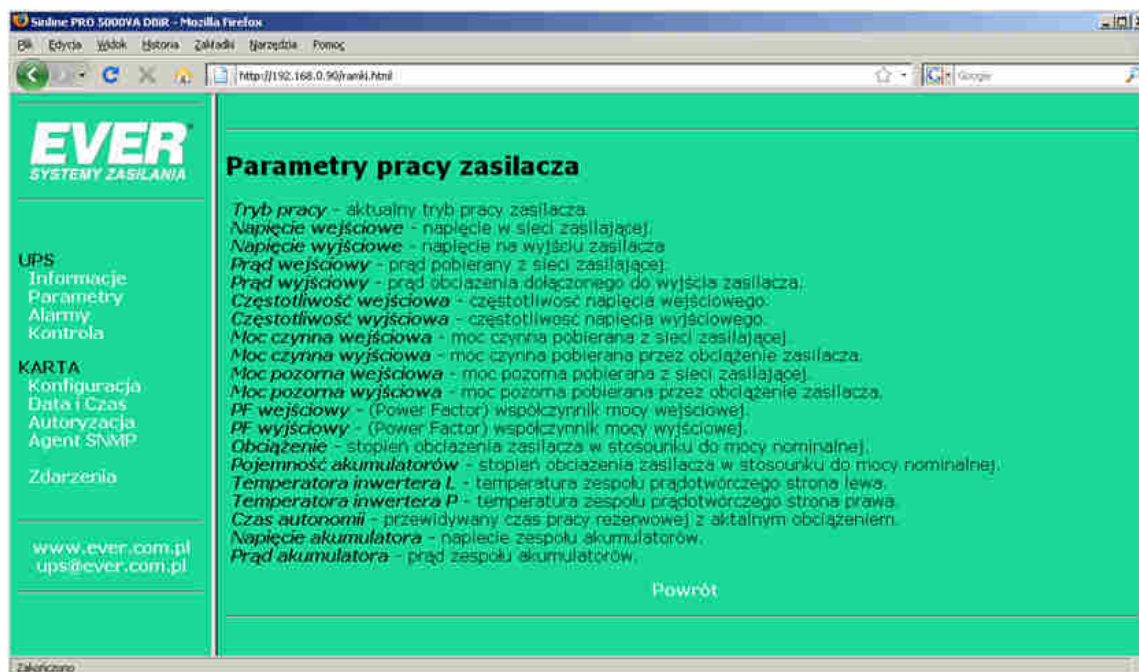 Sinline PRO 5000VA DBiR - Mozilla Firefox
Plik Edycja Widok Historia Zakładki Narzędzia Pomoc
http://192.168.0.90/ramki.html
Google
EVER
SYSTEMY ZASILANIA
UPS
Informacje
Parametry
Alarmy
Kontrola
KARTA
Konfiguracja
Data i Czas
Autoryzacja
Agent SNMP
Zdarzenia
www.ever.com.pl
ups@ever.com.pl
Parametry pracy zasilacza
Tryb pracy - aktualny tryb pracy zasilacza.
Napięcie wejściowe - napięcie w sieci zasilającej.
Napięcie wyjściowe - napięcie na wyjściu zasilacza
Prąd wejściowy - prąd pobierany z sieci zasilającej.
Prąd wyjściowy - prąd obciazenia dołączonego do wyjścia zasilacza.
Częstotliwość wejściowa - częstotliwosć napięcia wejściowego.
Częstotliwość wyjściowa - częstotliwosć napięcia wyjściowego.
Moc czynna wejściowa - moc czynna pobierana z sieci zasilającej.
Moc czynna wyjściowa - moc czynna pobierana przez obciążenie zasilacza.
Moc pozorna wejściowa - moc pozorna pobierana z sieci zasilającej.
Moc pozorna wyjściowa - moc pozorna pobierana przez obciążenie zasilacza.
PF wejściowy - (Power Factor) współczynnik mocy wejściowej.
PF wyjściowy - (Power Factor) współczynnik mocy wyjściowej.
Obciążenie - stopień obciazenia zasilacza w stosunku do mocy nominalnej.
Pojemność akumulatorów - stopień obciazenia zasilacza w stosunku do mocy nominalnej.
Temperatora inwertera L - temperatura zespołu prądotwórczego strona lewa.
Temperatora inwertera P - temperatura zespołu prądotwórczego strona prawa.
Czas autonomii - przewidywany czas pracy rezerwowej z aktalnym obciążeniem.
Napięcie akumulatora - napiecie zespołu akumulatorów.
Prąd akumulatora - prąd zespołu akumulatorów.
Powrót
Zakończono